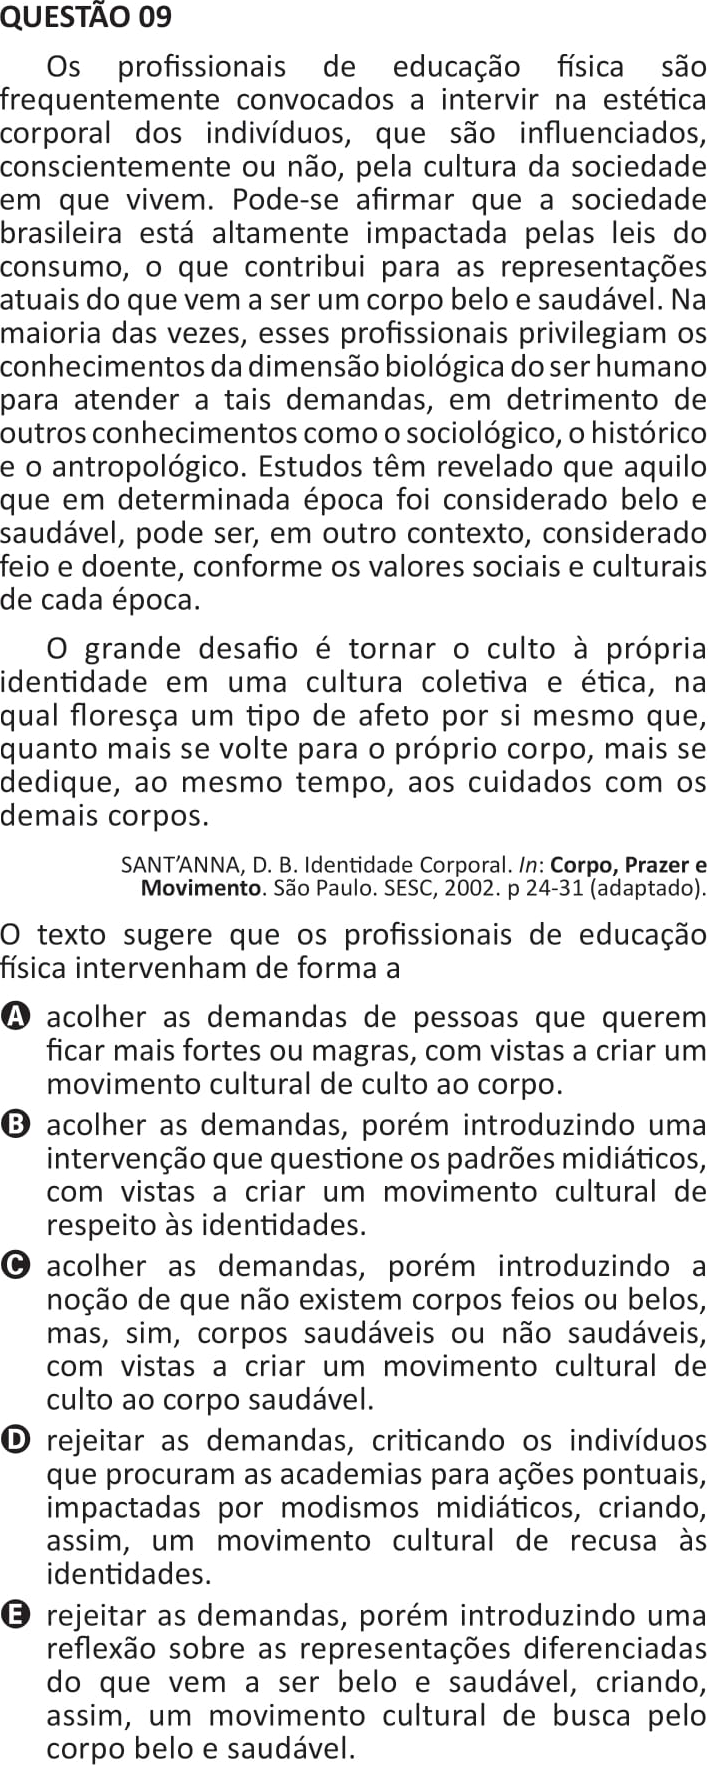 QUESTÃO 09
Os profissionais de educação física são
frequentemente convocados a intervir na estética
corporal dos indivíduos, que são influenciados,
conscientemente ou não, pela cultura da sociedade
em que vivem. Pode-se afirmar que a sociedade
brasileira está altamente impactada pelas leis do
consumo, o que contribui para as representações
atuais do que vem a ser um corpo belo e saudável. Na
maioria das vezes, esses profissionais privilegiam os
conhecimentos da dimensão biológica do ser humano
para atender a tais demandas, em detrimento de
outros conhecimentos como o sociológico, o histórico
e o antropológico. Estudos têm revelado que aquilo
que em determinada época foi considerado belo e
saudável, pode ser, em outro contexto, considerado
feio e doente, conforme os valores sociais e culturais
de cada época.
O grande desafio é tornar o culto à própria
identidade em uma cultura coletiva e ética, na
qual floresça um tipo de afeto por si mesmo que,
quanto mais se volte para o próprio corpo, mais se
dedique, ao mesmo tempo, aos cuidados com os
demais corpos.
SANT’ANNA, D. B. Identidade Corporal. In: Corpo, Prazer e
Movimento. São Paulo. SESC, 2002. p 24-31 (adaptado).
O texto sugere que os profissionais de educação
física intervenham de forma a
A acolher as demandas de pessoas que querem
ficar mais fortes ou magras, com vistas a criar um
movimento cultural de culto ao corpo.
B acolher as demandas, porém introduzindo uma
intervenção que questione os padrões midiáticos,
com vistas a criar um movimento cultural de
respeito às identidades.
C acolher as demandas, porém introduzindo a
noção de que não existem corpos feios ou belos,
mas, sim, corpos saudáveis ou não saudáveis,
com vistas a criar um movimento cultural de
culto ao corpo saudável.
D rejeitar as demandas, criticando os indivíduos
que procuram as academias para ações pontuais,
impactadas por modismos midiáticos, criando,
assim, um movimento cultural de recusa às
identidades.
E rejeitar as demandas, porém introduzindo uma
reflexão sobre as representações diferenciadas
do que vem a ser belo e saudável, criando,
assim, um movimento cultural de busca pelo
corpo belo e saudável.